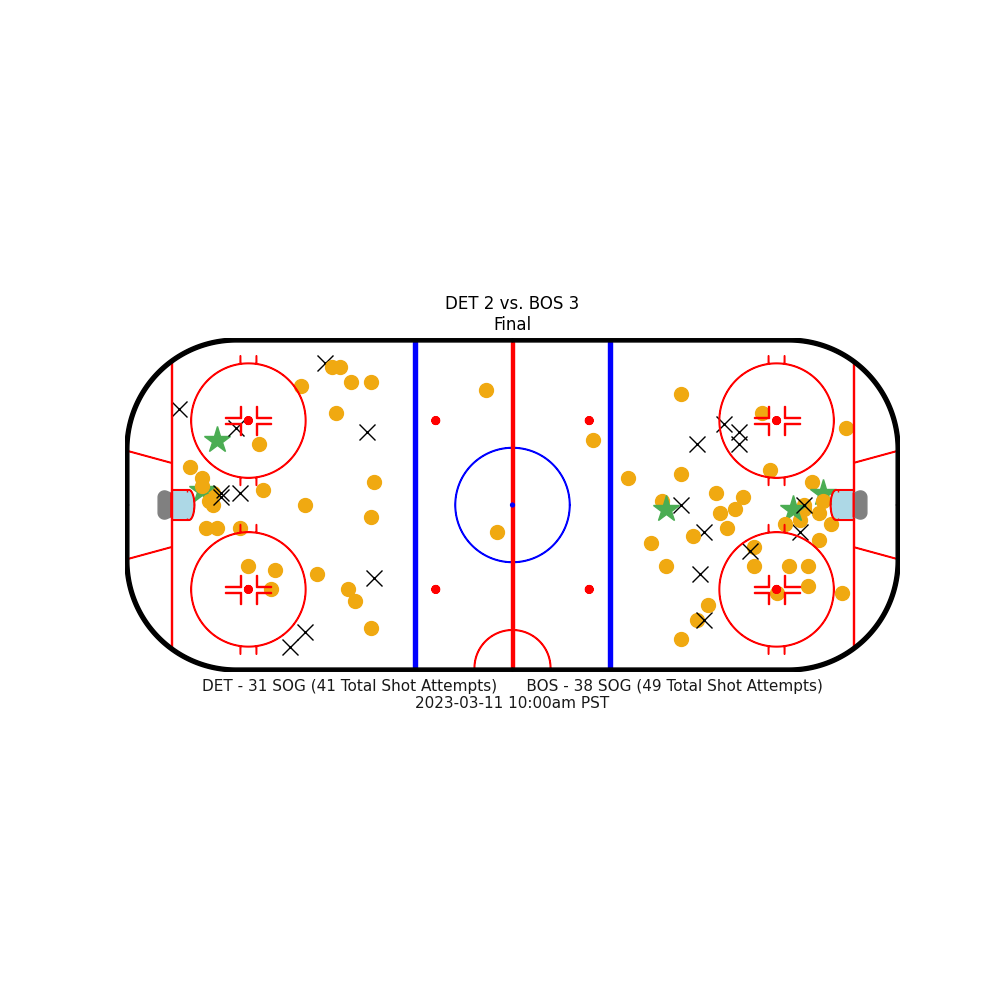 DET 2 vs. BOS 3
Final
DET - 31 SOG (41 Total Shot Attempts) BOS - 38 SOG (49 Total Shot Attempts)
2023-03-11 10:00am PST